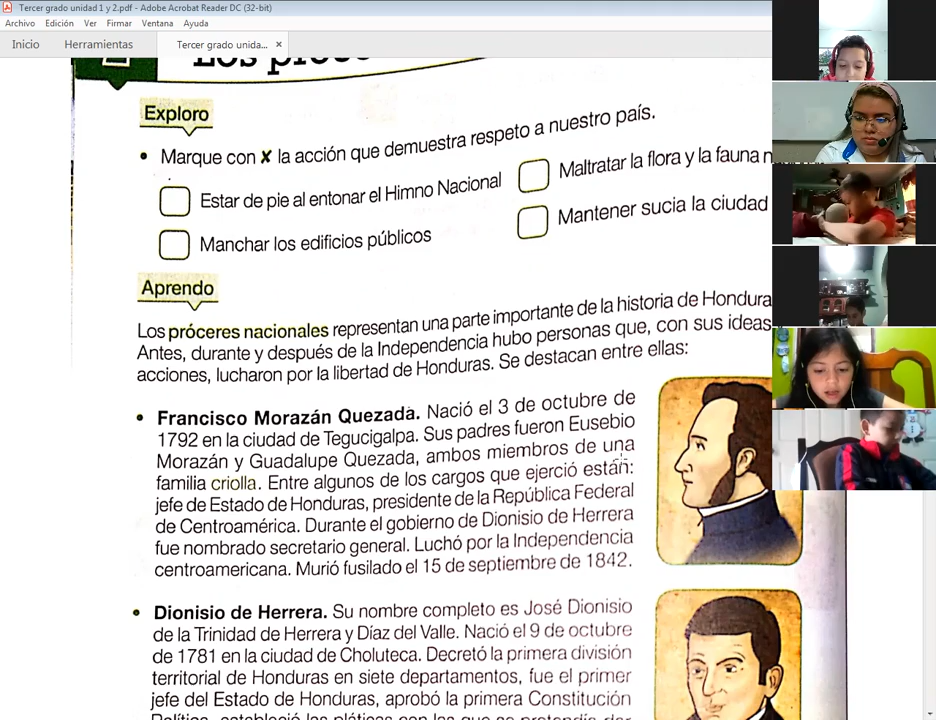 Tercer grado unidad 1 y 2.pdf - Adobe Acrobat Reader DC (32-bit)
Archivo Edición Ver Firmar Ventana Ayuda
Inicio Herramientas Tercer grado unida... ×
Exploro
• Marque con ✗ la acción que demuestra respeto a nuestro país.
Estar de pie al entonar el Himno Nacional
Maltratar la flora y la fauna
Manchar los edificios públicos
Mantener sucia la ciudad
Aprendo
Los próceres nacionales representan una parte importante de la historia de Hondura
Antes, durante y después de la Independencia hubo personas que, con sus ideas
acciones, lucharon por la libertad de Honduras. Se destacan entre ellas:
• Francisco Morazán Quezada. Nació el 3 de octubre de
1792 en la ciudad de Tegucigalpa. Sus padres fueron Eusebio
Morazán y Guadalupe Quezada, ambos miembros de una
familia criolla. Entre algunos de los cargos que ejerció están:
jefe de Estado de Honduras, presidente de la República Federal
de Centroamérica. Durante el gobierno de Dionisio de Herrera
fue nombrado secretario general. Luchó por la Independencia
centroamericana. Murió fusilado el 15 de septiembre de 1842.
• Dionisio de Herrera. Su nombre completo es José Dionisio
de la Trinidad de Herrera y Díaz del Valle. Nació el 9 de octubre
de 1781 en la ciudad de Choluteca. Decretó la primera división
territorial de Honduras en siete departamentos, fue el primer
jefe del Estado de Honduras, aprobó la primera Constitución